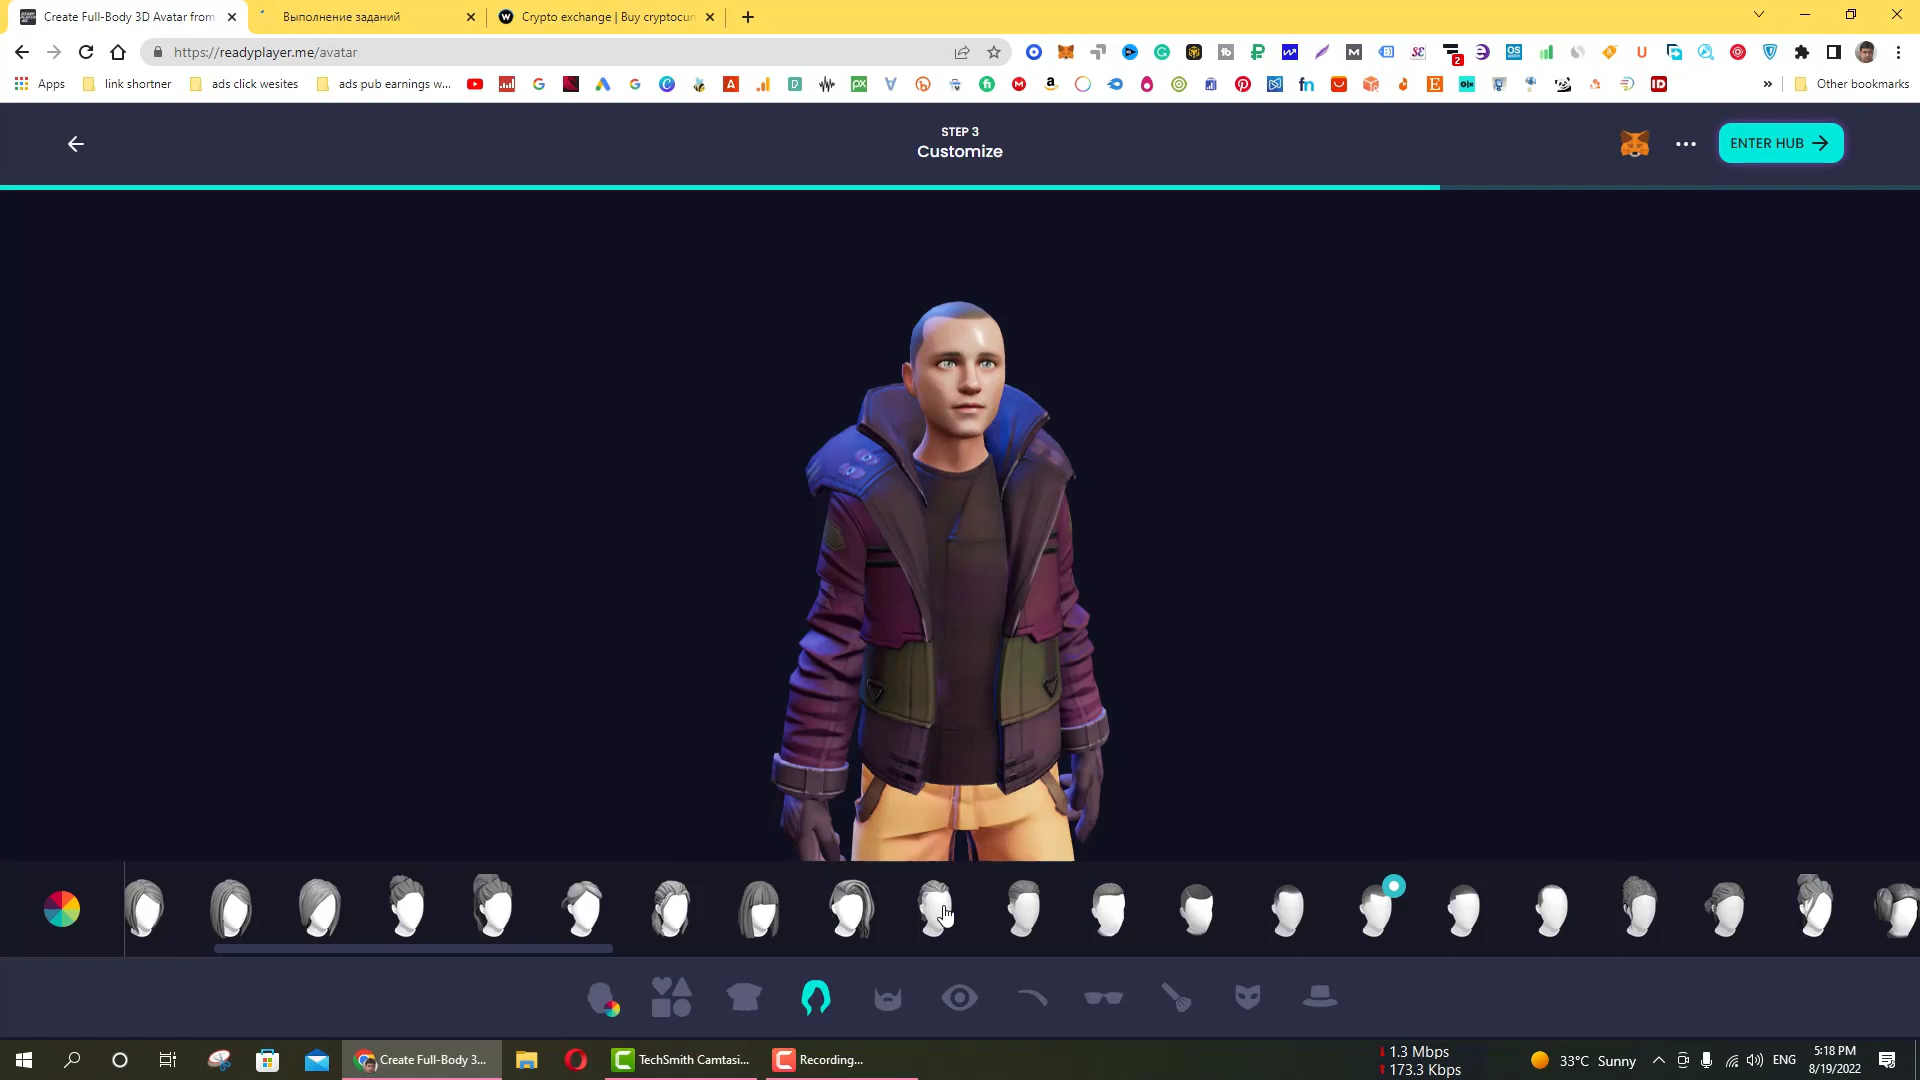 Create Full-Body 3D Avatar from
Выполнение заданий
Crypto exchange | Buy cryptocur
https://readyplayer.me/avatar
Apps
link shortner
ads click wesites
ads pub earnings w...
Other bookmarks
STEP 3
Customize
ENTER HUB
Create Full-Body 3...
TechSmith Camtasi...
Recording...
1.3 Mbps
173.3 Kbps
33°C Sunny
ENG
5:18 PM
8/19/2022